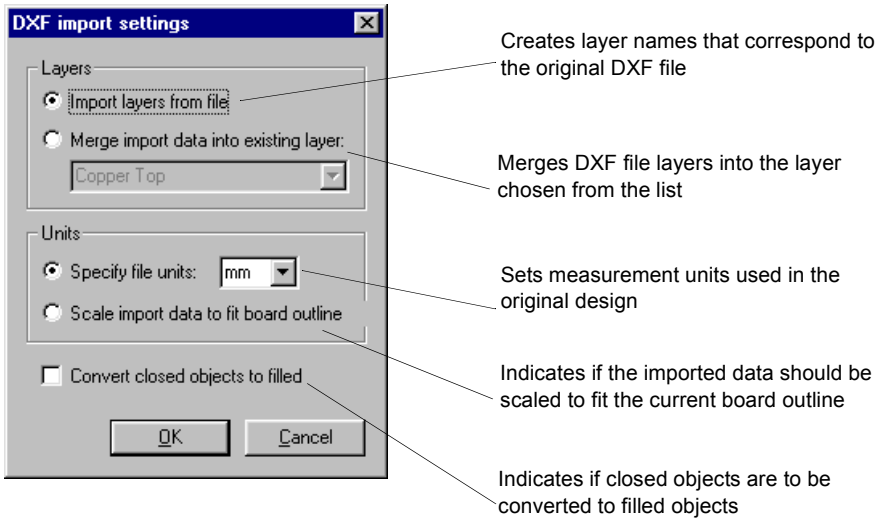 DXF import settings
Layers
Import layers from file
Merge import data into existing layer:
Copper Top
Units
Specify file units: mm
Scale import data to fit board outline
Convert closed objects to filled
OK Cancel
Creates layer names that correspond to
the original DXF file
Merges DXF file layers into the layer
chosen from the list
Sets measurement units used in the
original design
Indicates if the imported data should be
scaled to fit the current board outline
Indicates if closed objects are to be
converted to filled objects